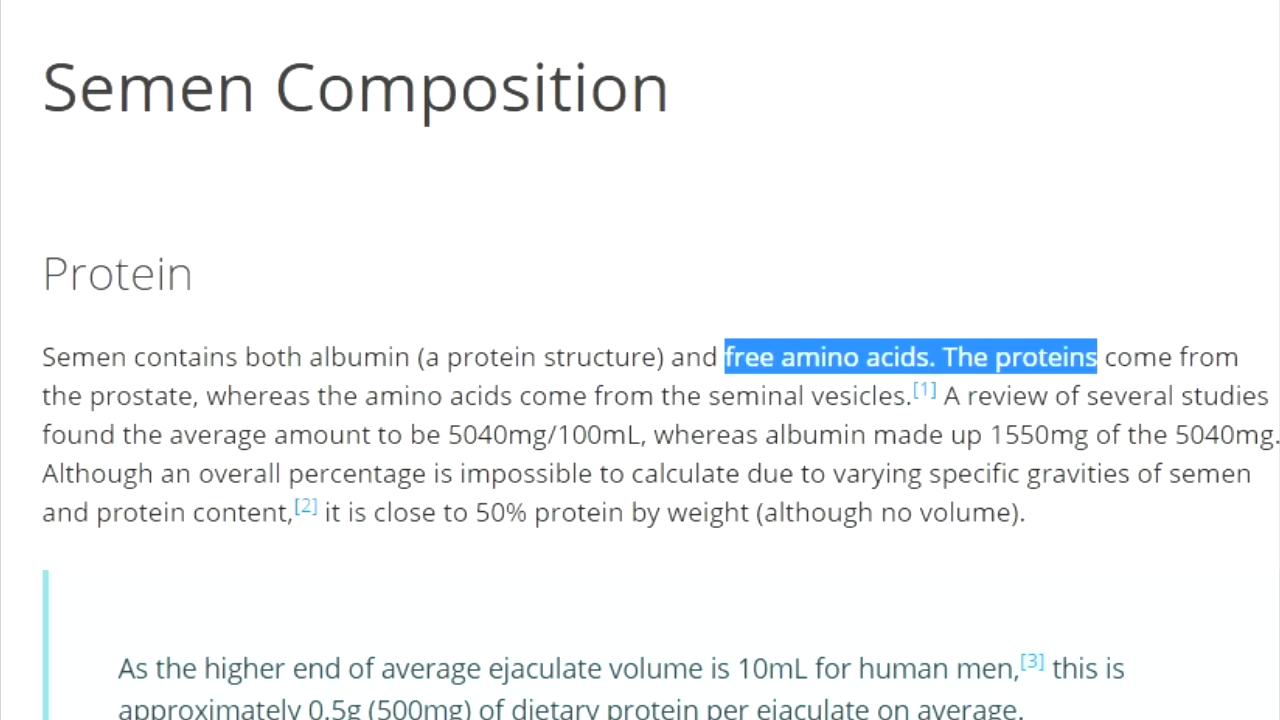 Semen Composition
Protein
Semen contains both albumin (a protein structure) and free amino acids. The proteins come from
the prostate, whereas the amino acids come from the seminal vesicles.[1] A review of several studies
found the average amount to be 5040mg/100mL, whereas albumin made up 1550mg of the 5040mg.
Although an overall percentage is impossible to calculate due to varying specific gravities of semen
and protein content,[2] it is close to 50% protein by weight (although no volume).
As the higher end of average ejaculate volume is 10mL for human men,[3] this is
approximately 0.5g (500mg) of dietary protein per ejaculate on average.